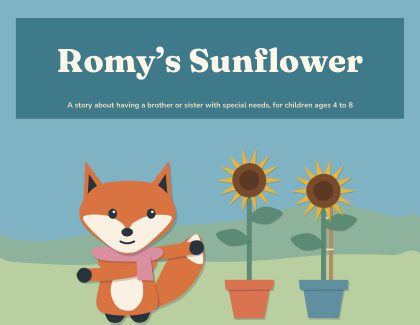 Romy's Sunflower
A story about having a brother or sister with special needs, for children ages 4 to 8